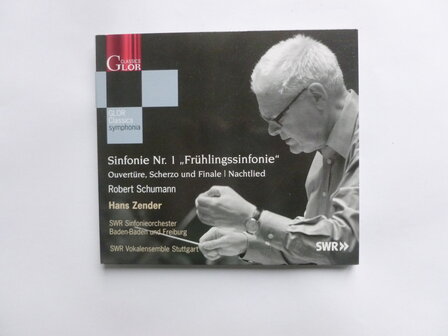 CLASSICS
GLOR
GLOR
Classics
symphonia
Sinfonie Nr. 1 „Frühlingssinfonie“
Ouvertüre, Scherzo und Finale | Nachtlied
Robert Schumann
Hans Zender
SWR Sinfonieorchester
Baden-Baden und Freiburg
SWR Vokalensemble Stuttgart
SWR»